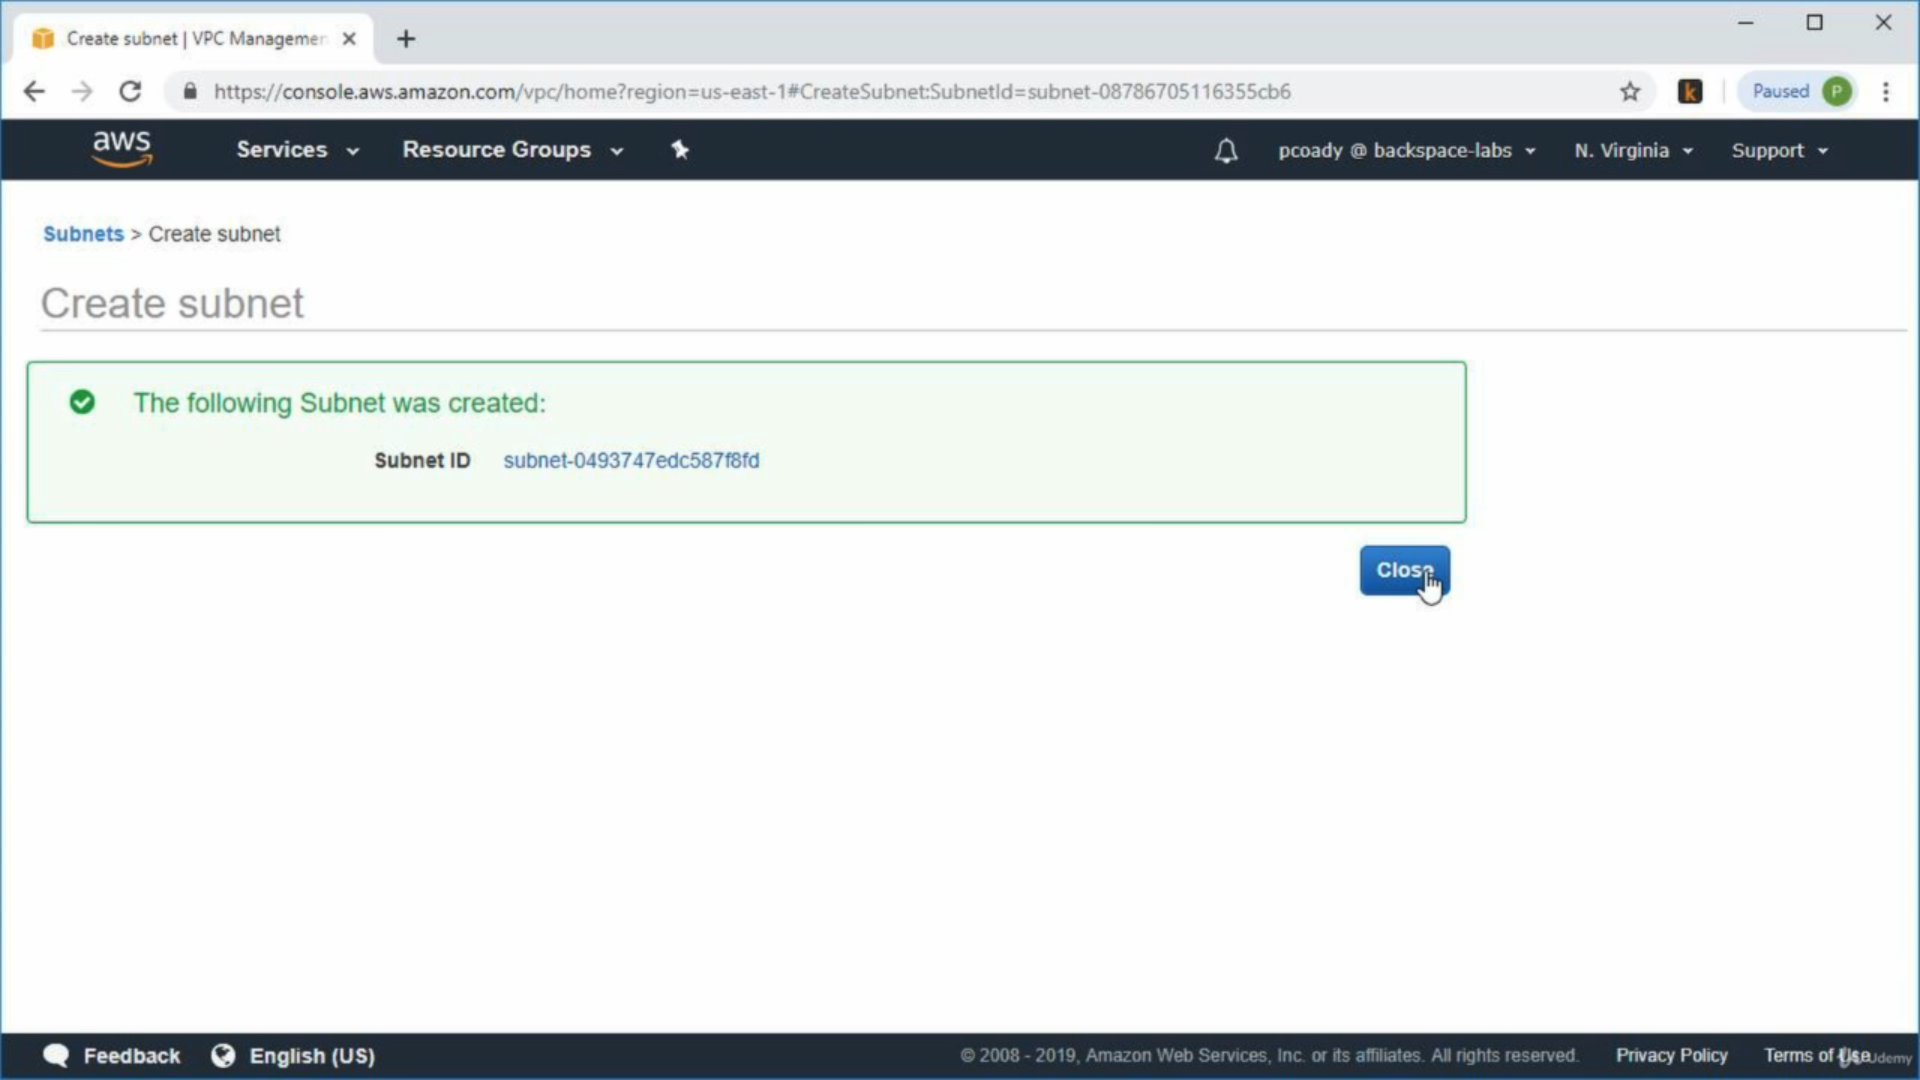 Create subnet | VPC Managemen
https://console.aws.amazon.com/vpc/home?region=us-east-1#CreateSubnet:SubnetId=subnet-08786705116355cb6
k
Paused
P
aws
Services
Resource Groups
pcoady @ backspace-labs
N. Virginia
Support
Subnets > Create subnet
Create subnet
The following Subnet was created:
Subnet ID
subnet-0493747edc587f8fd
Close
Feedback
English (US)
© 2008 - 2019, Amazon Web Services, Inc. or its affiliates. All rights reserved.
Privacy Policy
Terms of Use
Udemy